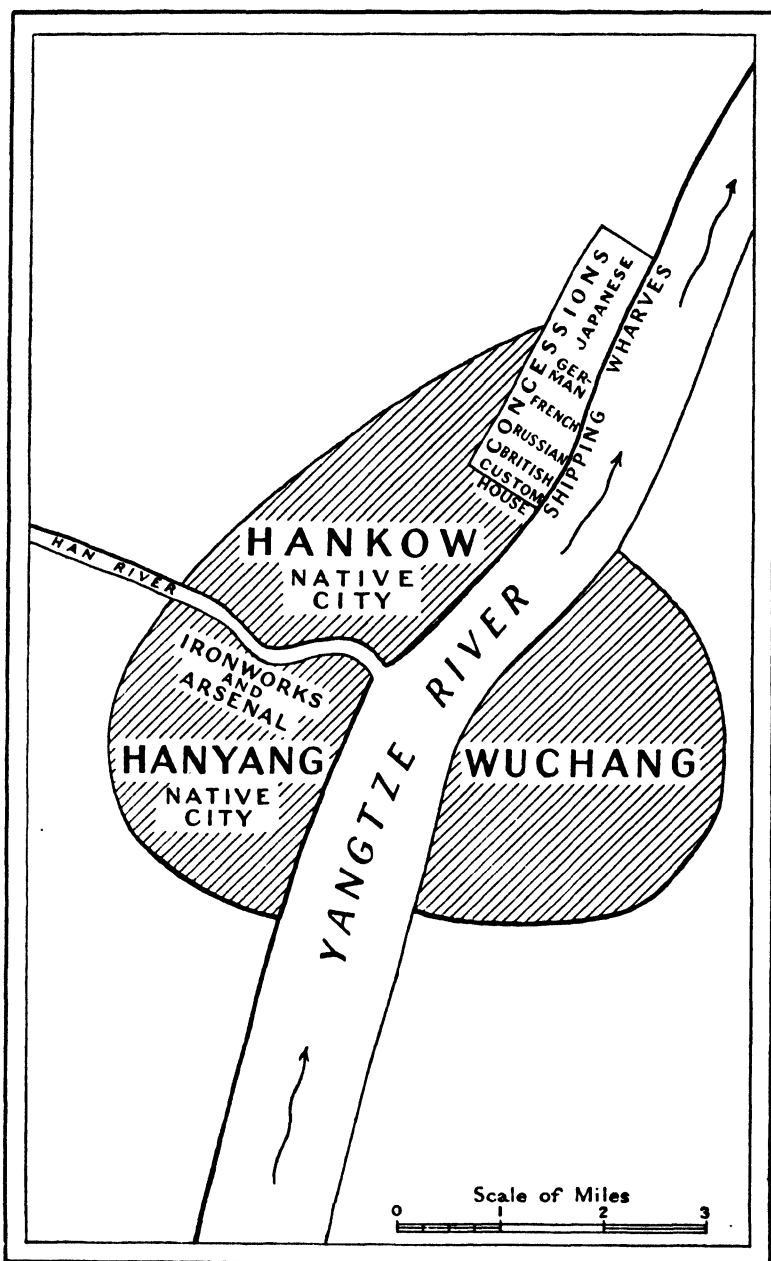 CONCESSIONS
JAPANESE
GER-
MAN
FRENCH
RUSSIAN
BRITISH
CUSTOM
HOUSE
SHIPPING WHARVES
HANKOW
NATIVE
CITY
HAN RIVER
IRONWORKS
AND
ARSENAL
HANYANG
NATIVE
CITY
WUCHANG
YANGTZE RIVER
Scale of Miles
0 1 2 3